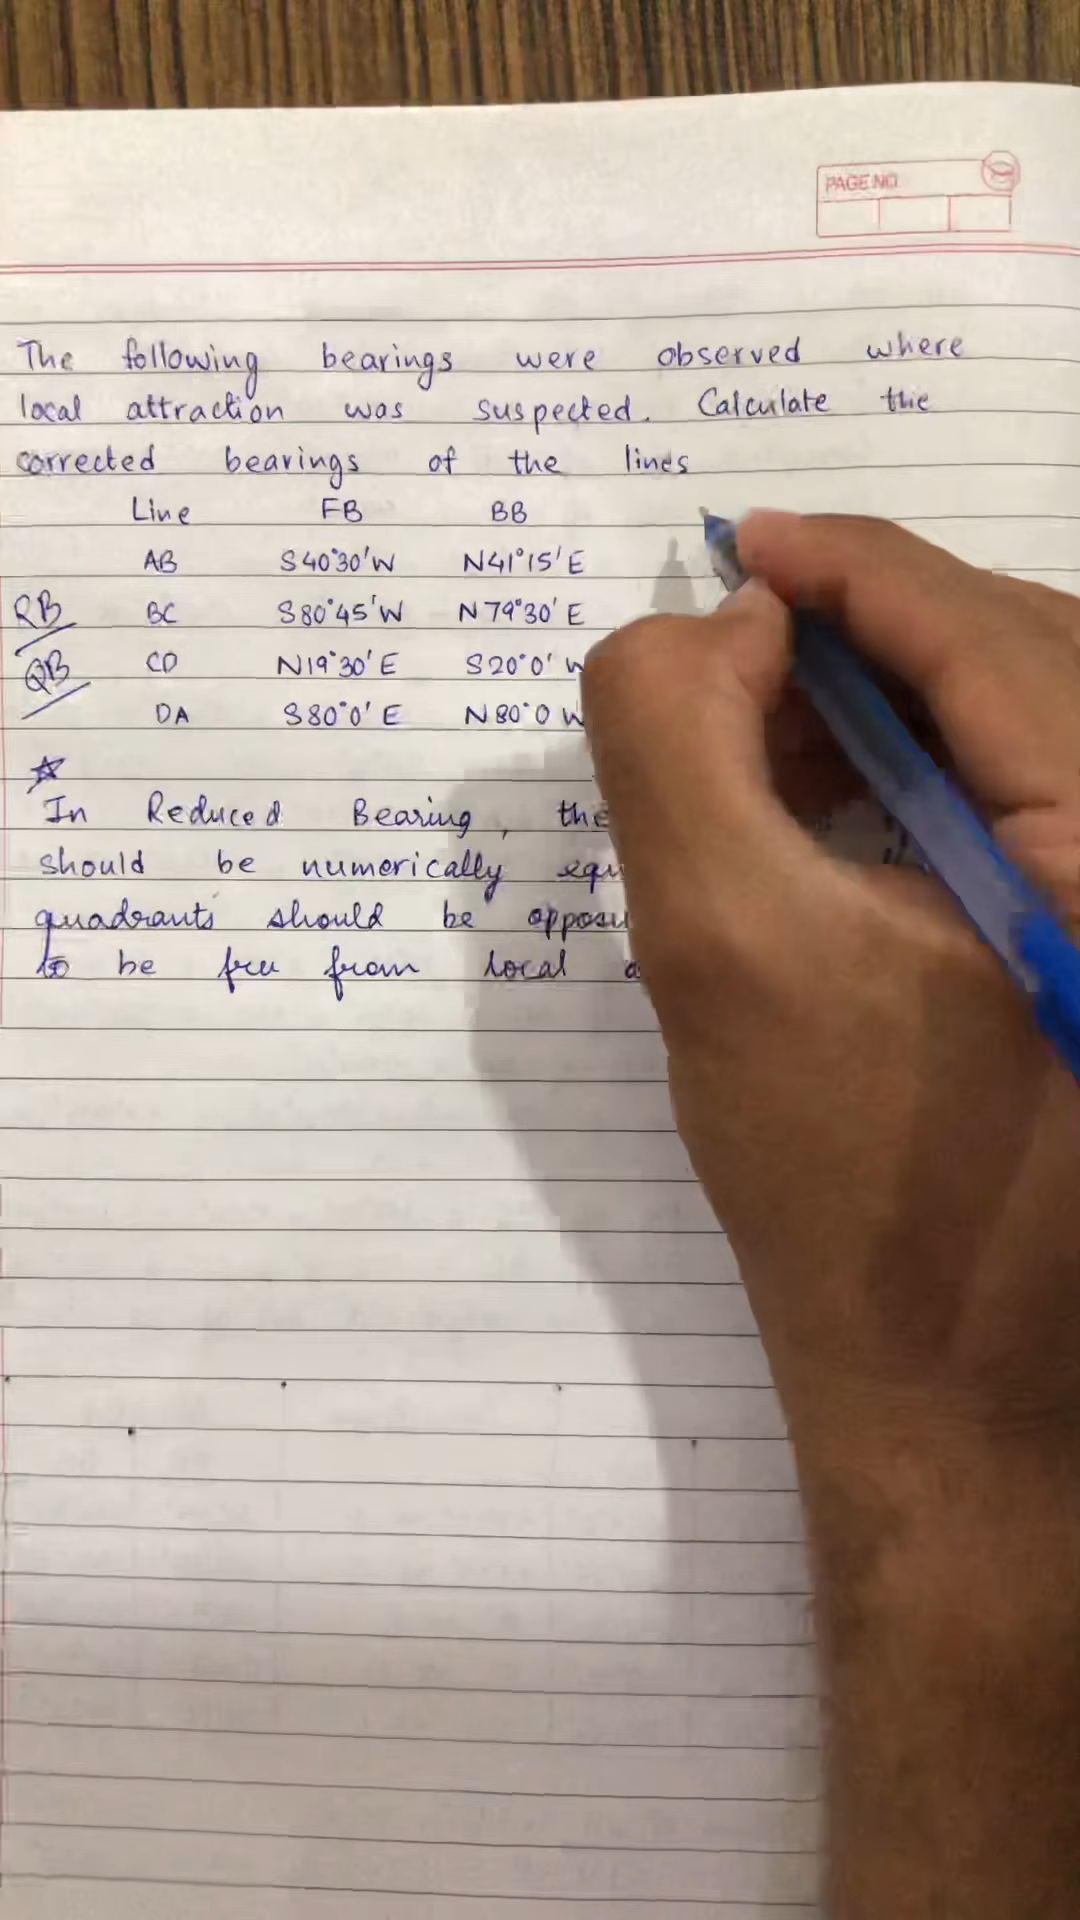 PAGE NO
The following bearings were observed where
local attraction was suspected. Calculate the
corrected bearings of the lines
Line FB BB
AB S40°30'W N41°15'E
RB BC S80°45'W N79°30'E
QB CD N19°30'E S20°0'
DA S80°0'E N80°0 W
In Reduced Bearing, the
should be numerically
quadrants should be
to be free from local